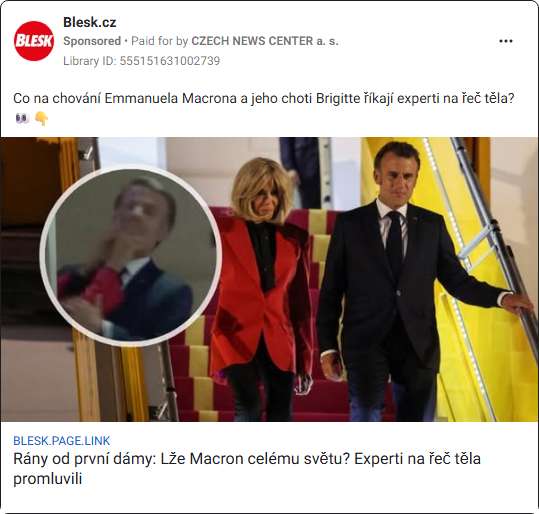 BLESK
Blesk.cz
Sponsored • Paid for by CZECH NEWS CENTER a. s.
Library ID: 555151631002739
Co na chování Emmanuela Macrona a jeho choti Brigitte říkají experti na řeč těla?
👀 👇
BLESK.PAGE.LINK
Rány od první dámy: Lže Macron celému světu? Experti na řeč těla
promluvili